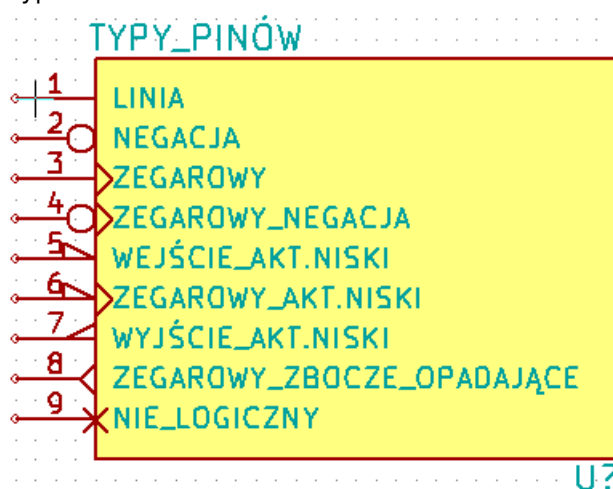 TYPY_PINÓW
1 LINIA
2 NEGACJA
3 ZEGAROWY
4 ZEGAROWY_NEGACJA
5 WEJŚCIE_AKT.NISKI
6 ZEGAROWY_AKT.NISKI
7 WYJŚCIE_AKT.NISKI
8 ZEGAROWY_ZBOCZE_OPADAJĄCE
9 NIE_LOGICZNY
U?